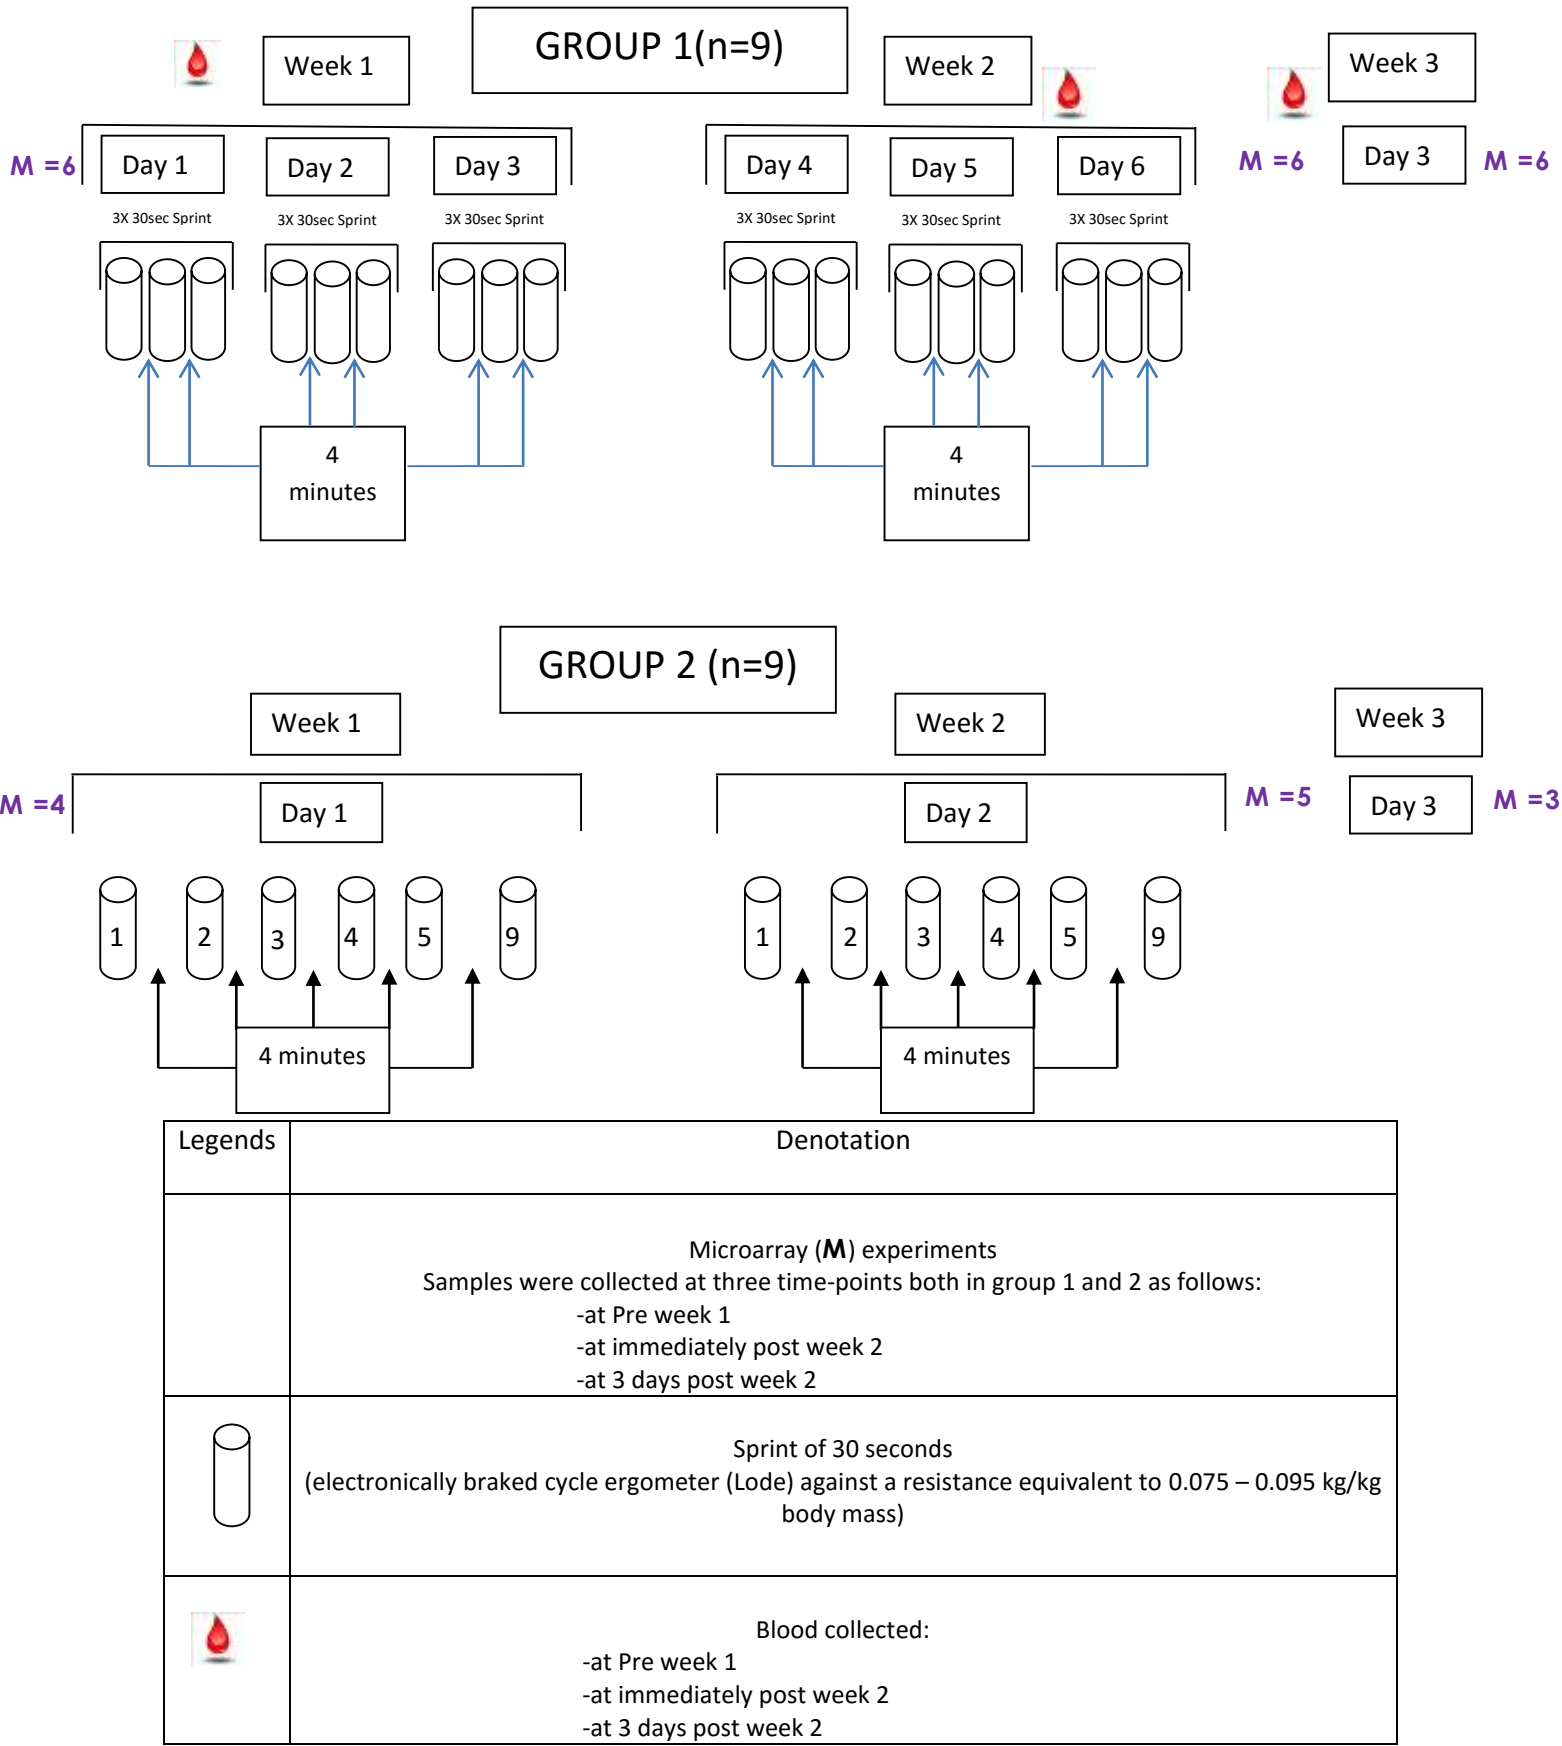 GROUP 1(n=9)
Week 1
Week 2
Week 3
M =6
Day 1
Day 2
Day 3
Day 4
Day 5
Day 6
M =6
Day 3
M =6
3X 30sec Sprint
3X 30sec Sprint
3X 30sec Sprint
3X 30sec Sprint
3X 30sec Sprint
3X 30sec Sprint
4
minutes
4
minutes
GROUP 2 (n=9)
Week 1
Week 2
Week 3
M =4
Day 1
Day 2
M =5
Day 3
M =3
1
2
3
4
5
9
1
2
3
4
5
9
4 minutes
4 minutes
Legends
Denotation
Microarray (M) experiments
Samples were collected at three time-points both in group 1 and 2 as follows:
-at Pre week 1
-at immediately post week 2
-at 3 days post week 2
Sprint of 30 seconds
(electronically braked cycle ergometer (Lode) against a resistance equivalent to 0.075 – 0.095 kg/kg
body mass)
Blood collected:
-at Pre week 1
-at immediately post week 2
-at 3 days post week 2